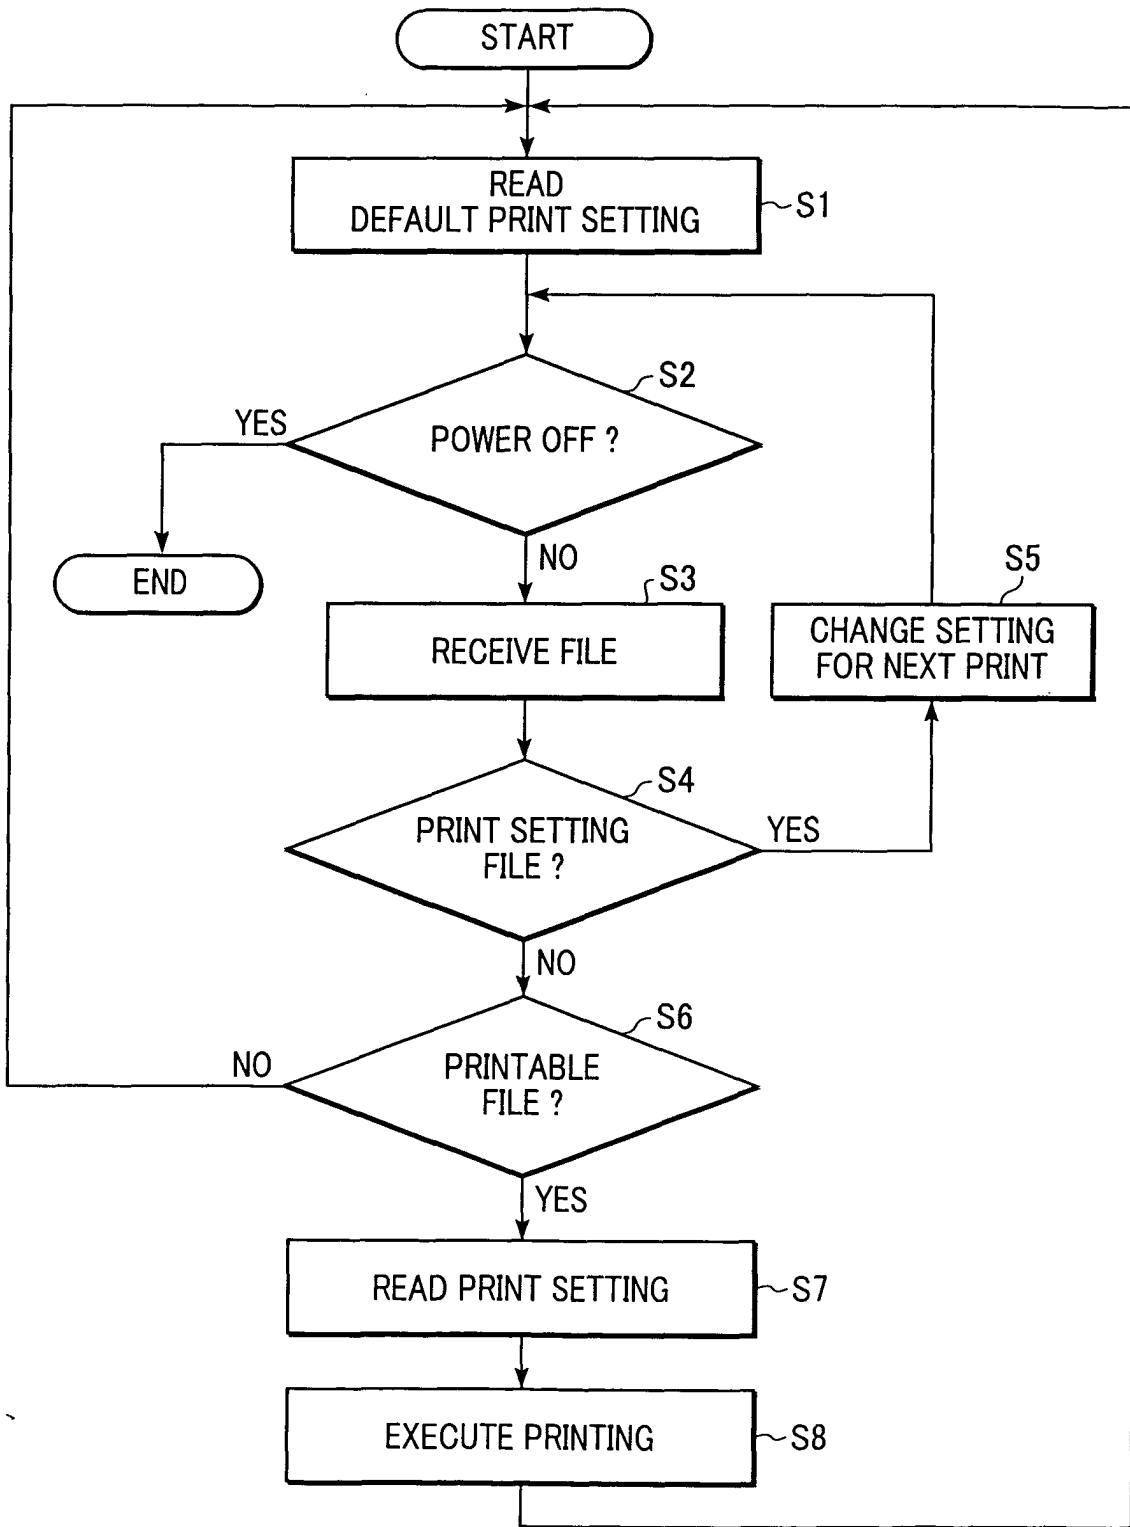 START
READ
DEFAULT PRINT SETTING
S1
S2
YES
POWER OFF ?
NO
END
S3
S5
RECEIVE FILE
CHANGE SETTING
FOR NEXT PRINT
S4
PRINT SETTING
FILE ?
YES
NO
S6
NO
PRINTABLE
FILE ?
YES
READ PRINT SETTING
S7
EXECUTE PRINTING
S8